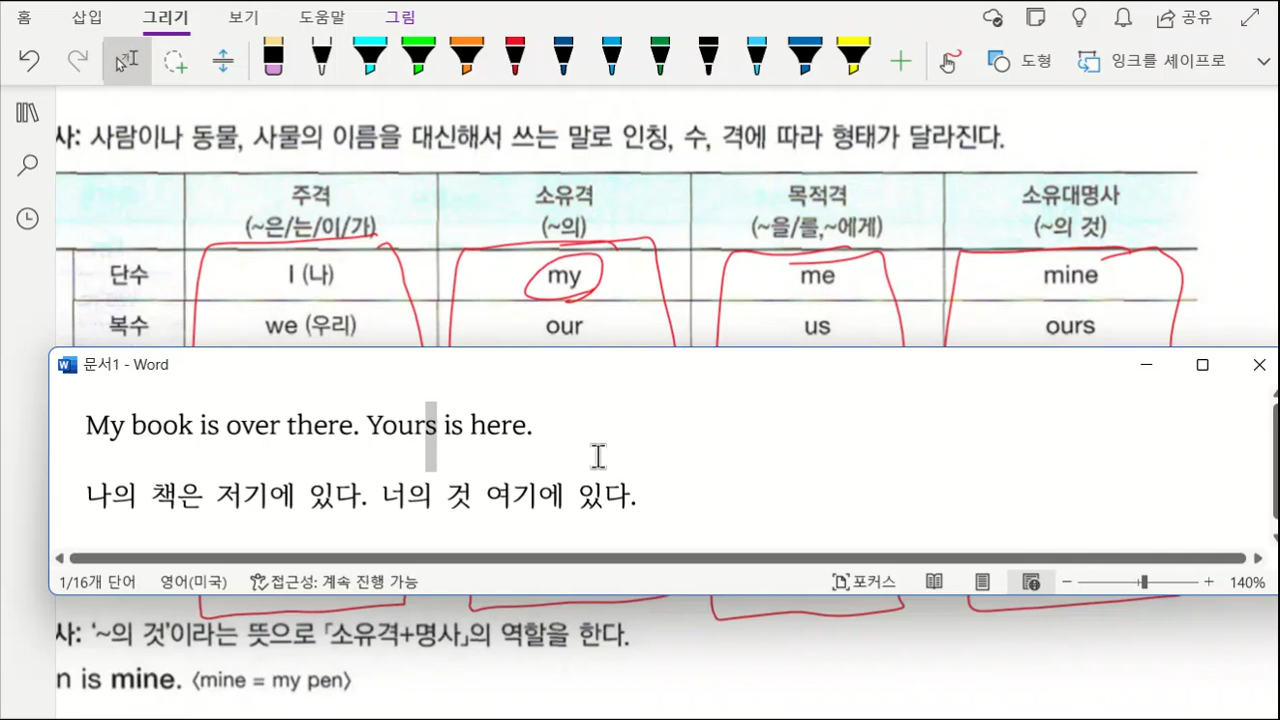 홈 삽입 그리기 보기 도움말 그림 공유
도형 잉크를 셰이프로
사: 사람이나 동물, 사물의 이름을 대신해서 쓰는 말로 인칭, 수, 격에 따라 형태가 달라진다.
주격 소유격 목적격 소유대명사
(~은/는/이/가) (~의) (~을/를,~에게) (~의 것)
단수 I (나) my me mine
복수 we (우리) our us ours
문서1 - Word
My book is over there. Yours is here.
나의 책은 저기에 있다. 너의 것 여기에 있다.
1/16개 단어 영어(미국) 접근성: 계속 진행 가능 포커스 140%
사: ‘~의 것’이라는 뜻으로 「소유격+명사」의 역할을 한다.
n is mine. 〈mine = my pen〉